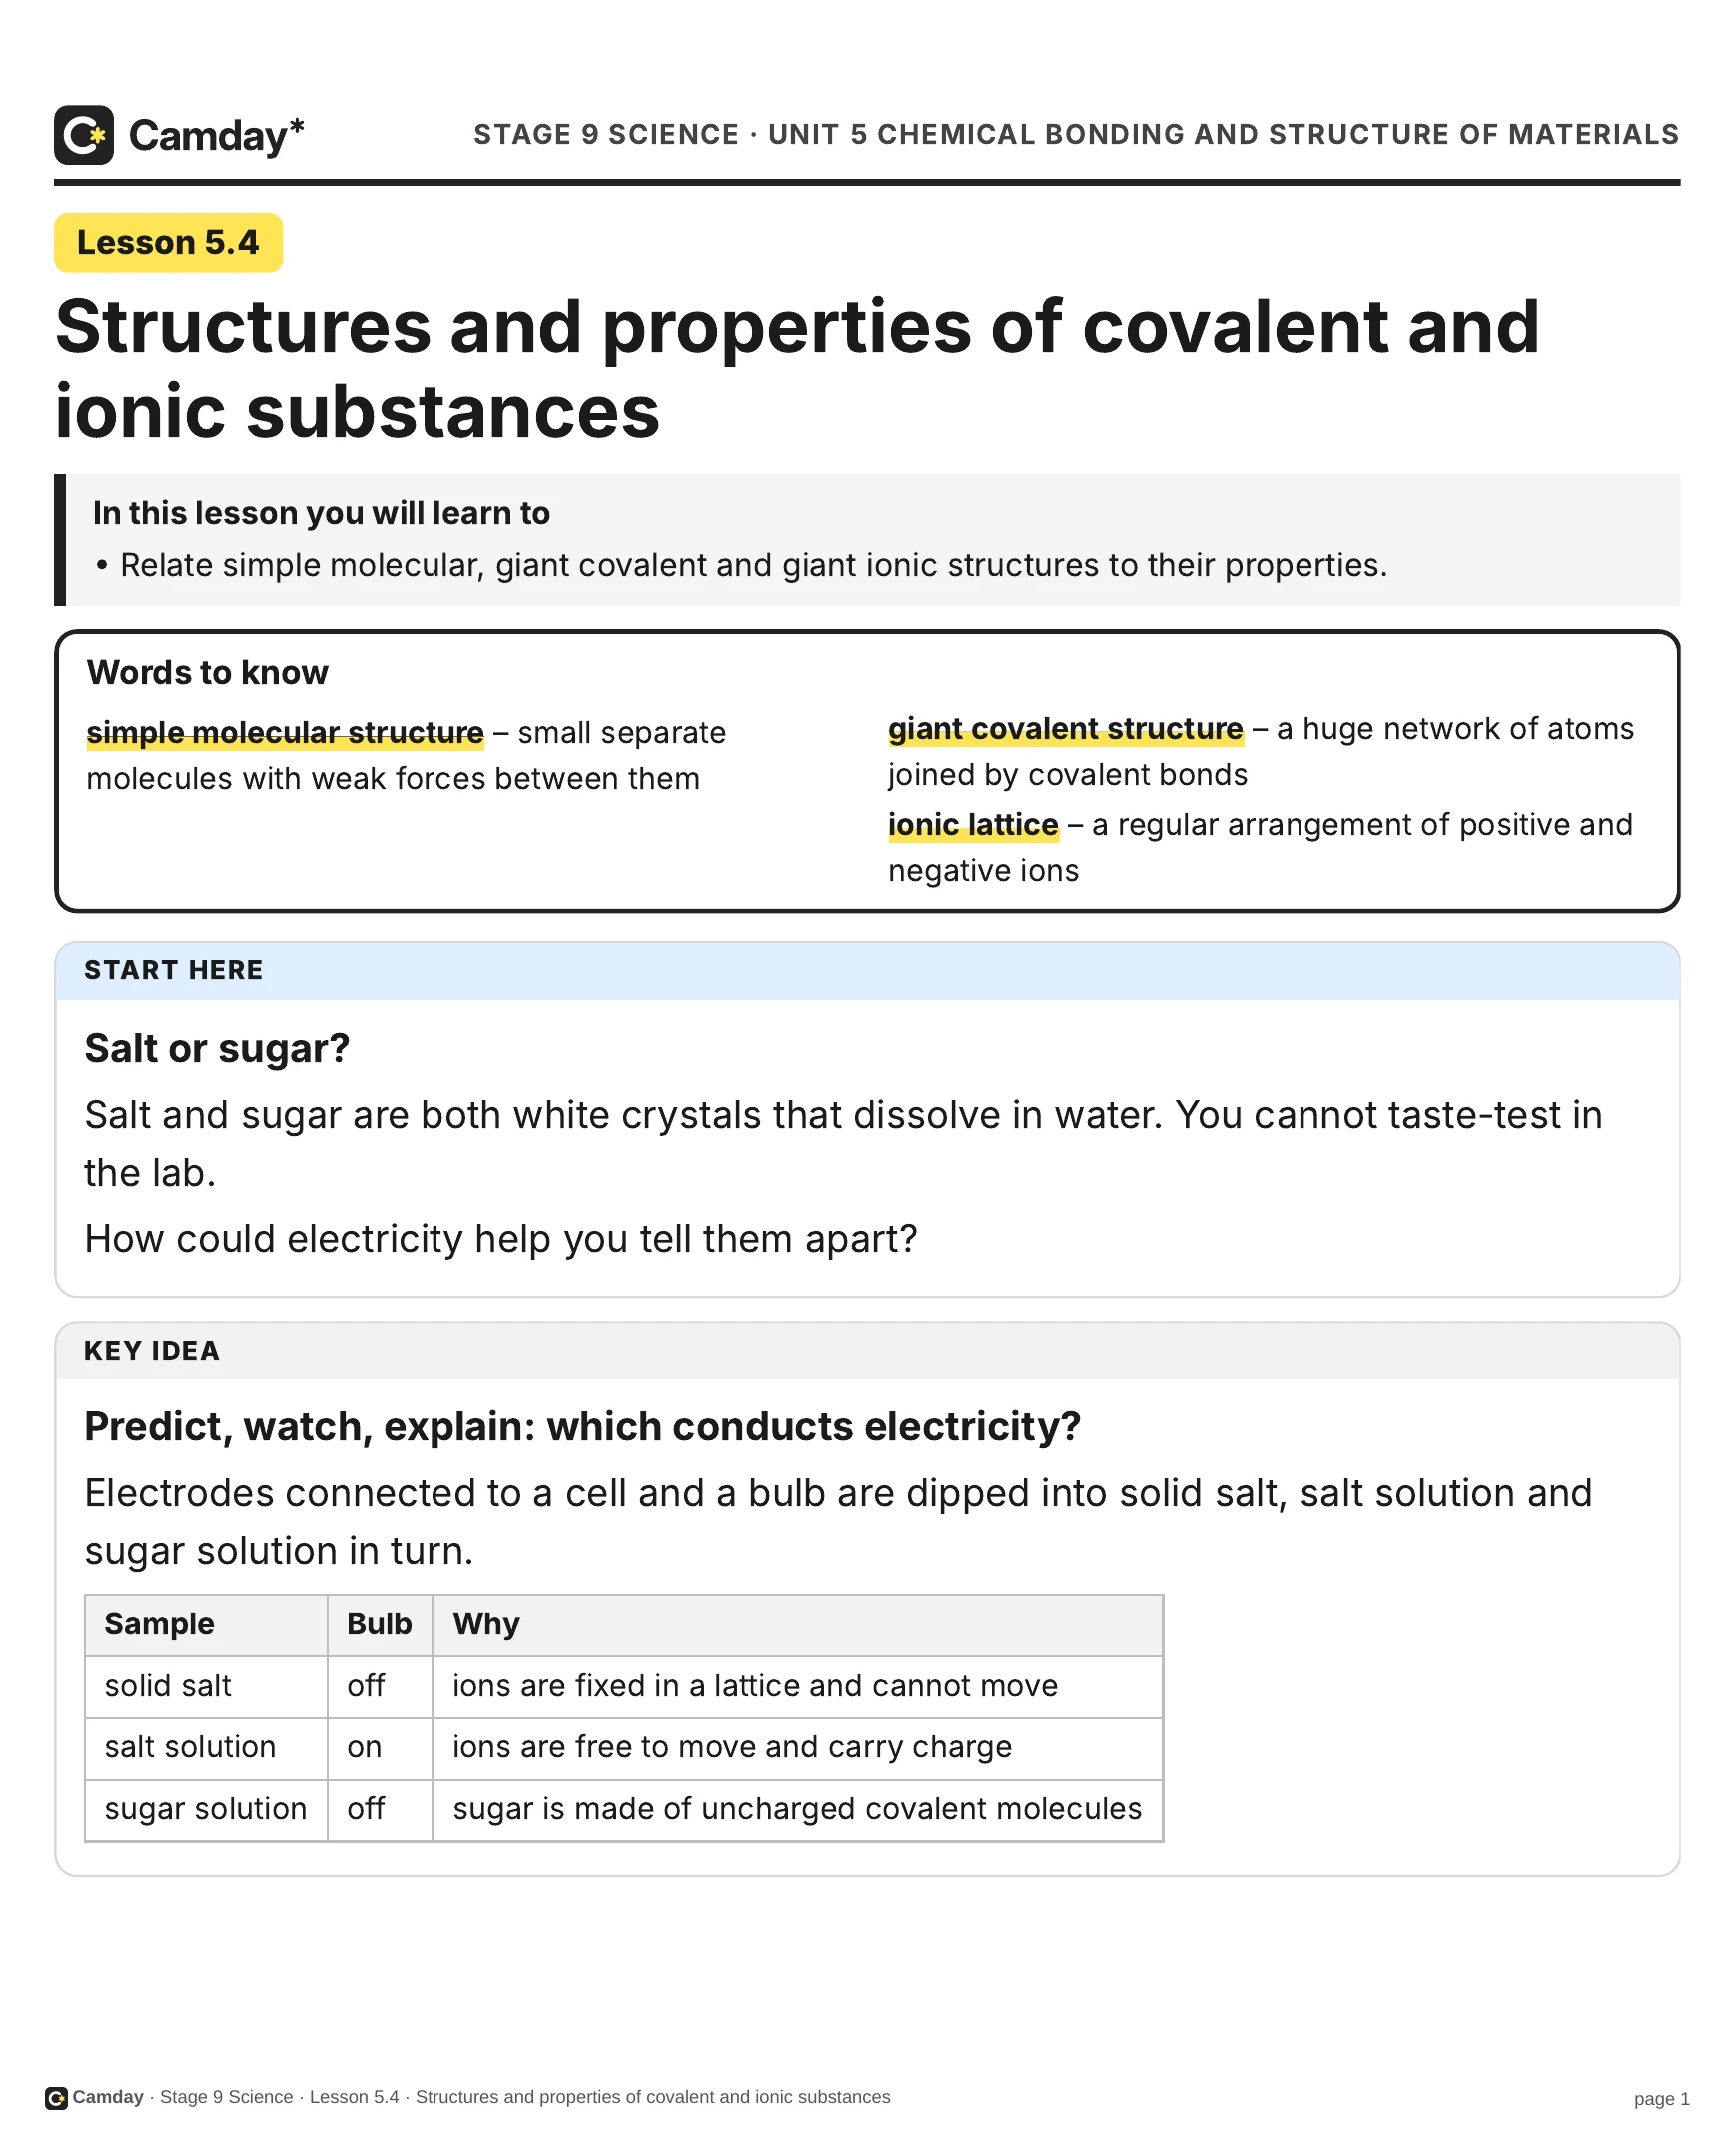 Camday*
STAGE 9 SCIENCE · UNIT 5 CHEMICAL BONDING AND STRUCTURE OF MATERIALS
Lesson 5.4
Structures and properties of covalent and
ionic substances
In this lesson you will learn to
• Relate simple molecular, giant covalent and giant ionic structures to their properties.
Words to know
simple molecular structure – small separate
molecules with weak forces between them
giant covalent structure – a huge network of atoms
joined by covalent bonds
ionic lattice – a regular arrangement of positive and
negative ions
START HERE
Salt or sugar?
Salt and sugar are both white crystals that dissolve in water. You cannot taste-test in
the lab.
How could electricity help you tell them apart?
KEY IDEA
Predict, watch, explain: which conducts electricity?
Electrodes connected to a cell and a bulb are dipped into solid salt, salt solution and
sugar solution in turn.
Sample Bulb Why
solid salt off ions are fixed in a lattice and cannot move
salt solution on ions are free to move and carry charge
sugar solution off sugar is made of uncharged covalent molecules
Camday · Stage 9 Science · Lesson 5.4 · Structures and properties of covalent and ionic substances
page 1